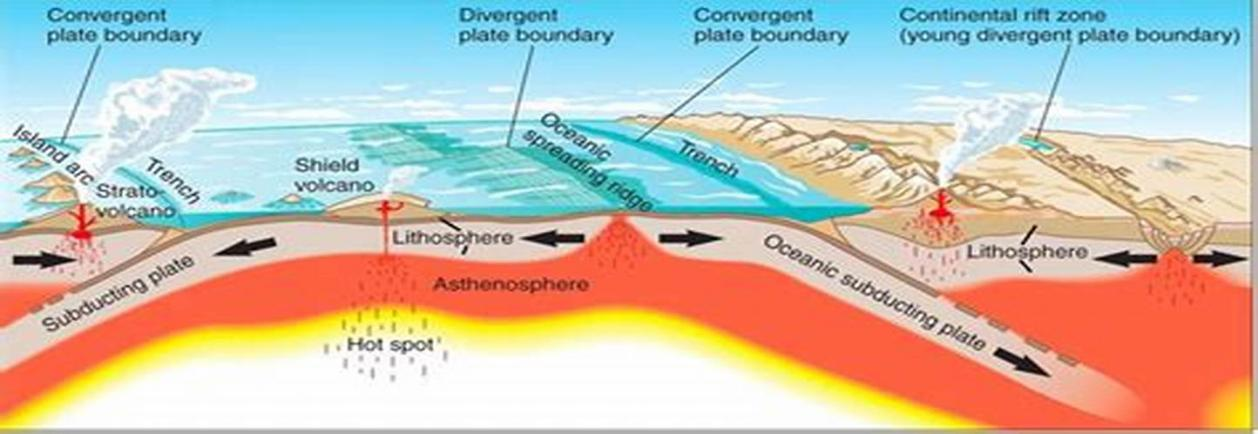 Convergent
plate boundary
Divergent
plate boundary
Convergent
plate boundary
Continental rift zone
(young divergent plate boundary)
Island arc
Trench
Strato-
volcano
Shield
volcano
Oceanic
spreading ridge
Trench
Lithosphere
Lithosphere
Subducting plate
Asthenosphere
Oceanic subducting plate
Hot spot